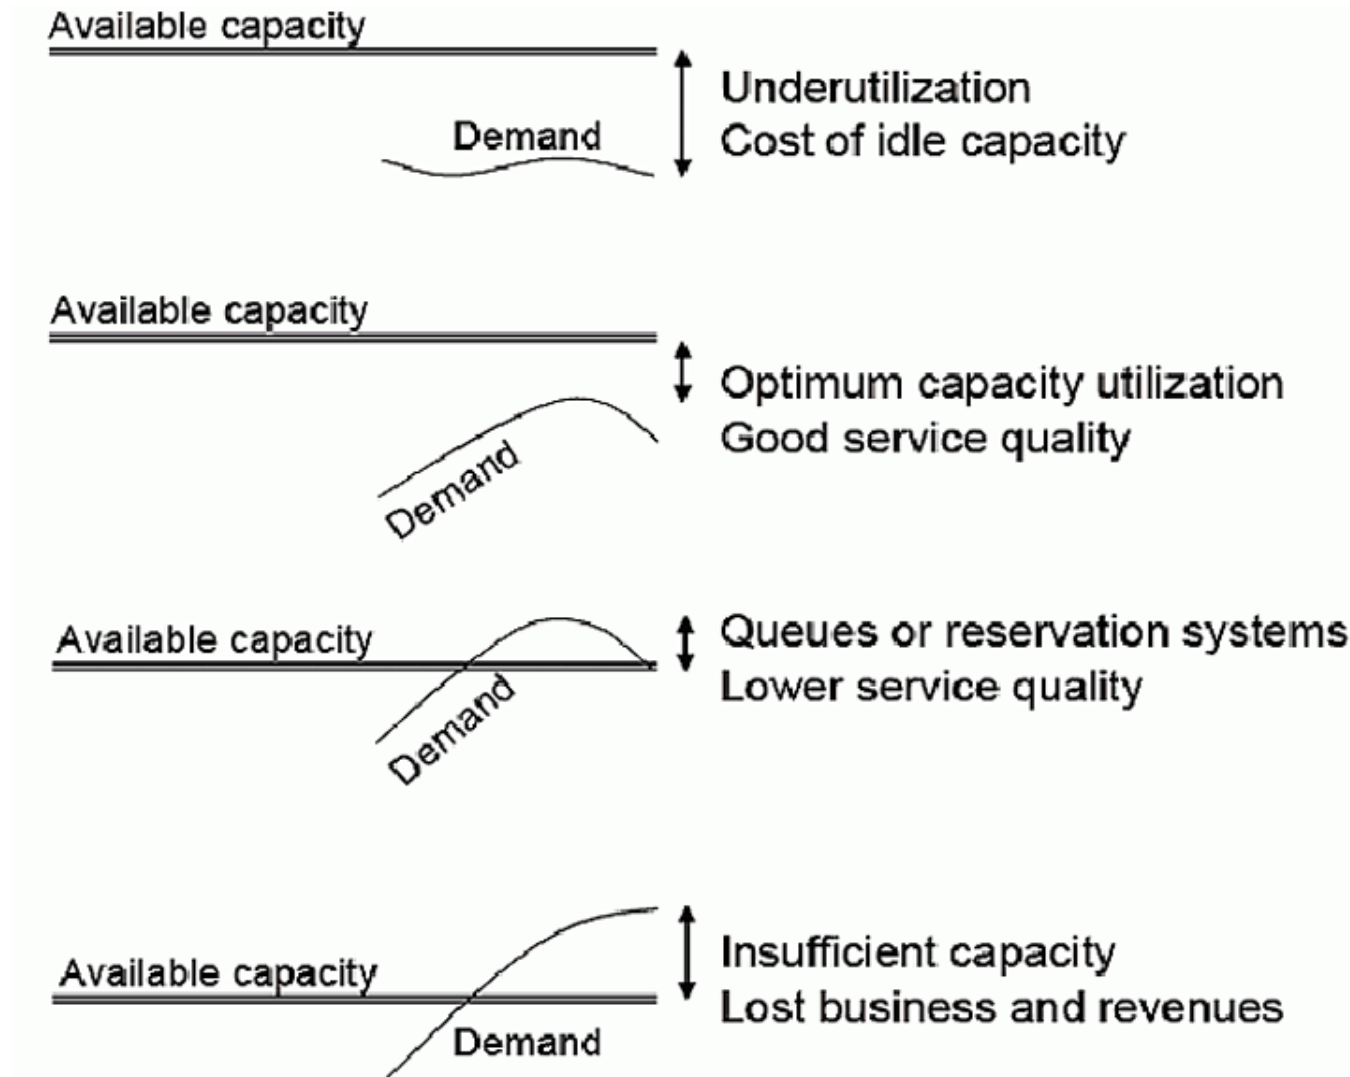 Available capacity
Underutilization
Demand
Cost of idle capacity
Available capacity
Optimum capacity utilization
Good service quality
Demand
Available capacity
Queues or reservation systems
Lower service quality
Demand
Available capacity
Insufficient capacity
Lost business and revenues
Demand